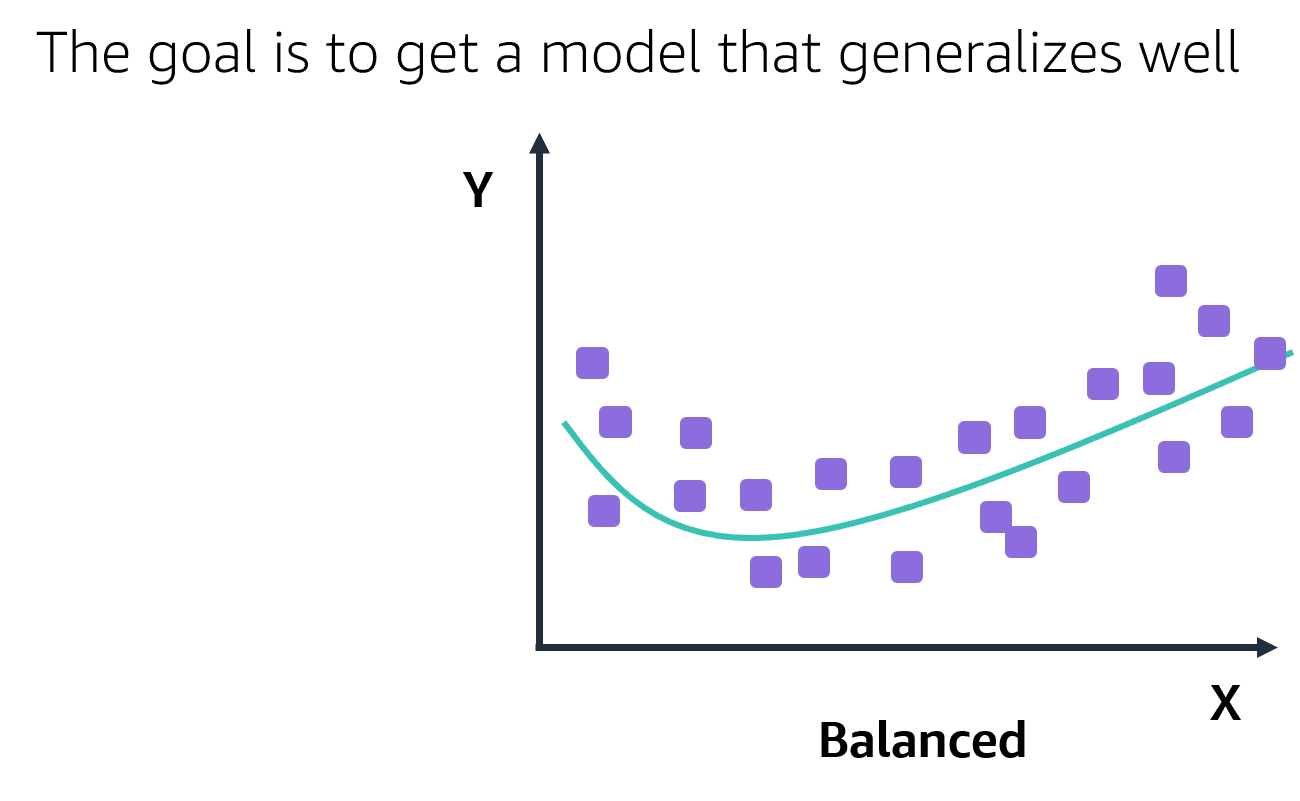 The goal is to get a model that generalizes well
Y
X
Balanced